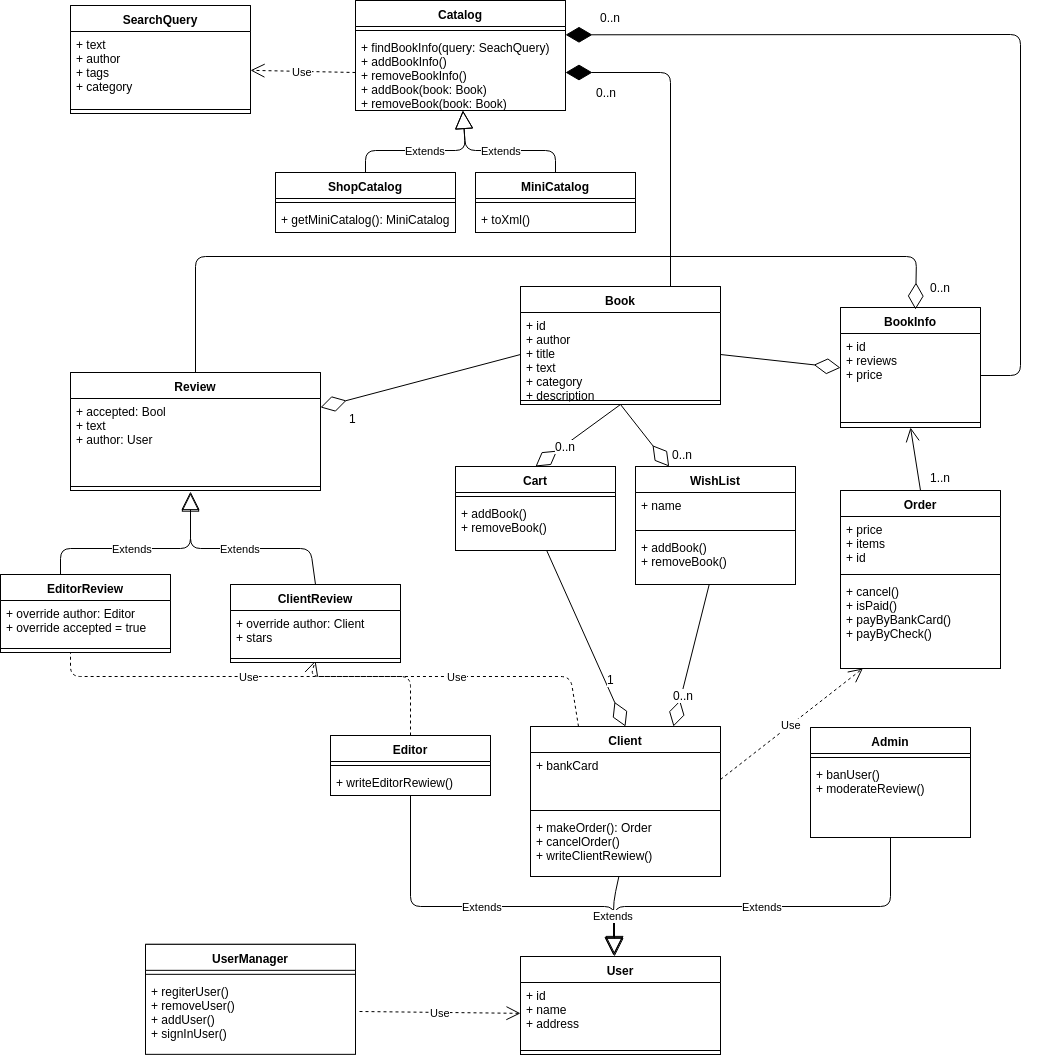 SearchQuery
+ text
+ author
+ tags
+ category
Use
Catalog
+ findBookInfo(query: SeachQuery)
+ addBookInfo()
+ removeBookInfo()
+ addBook(book: Book)
+ removeBook(book: Book)
0..n
0..n
Extends
Extends
ShopCatalog
+ getMiniCatalog(): MiniCatalog
MiniCatalog
+ toXml()
Book
+ id
+ author
+ title
+ text
+ category
+ description
0..n
BookInfo
+ id
+ reviews
+ price
Review
+ accepted: Bool
+ text
+ author: User
1
0..n
0..n
Cart
+ addBook()
+ removeBook()
WishList
+ name
+ addBook()
+ removeBook()
1..n
Order
+ price
+ items
+ id
+ cancel()
+ isPaid()
+ payByBankCard()
+ payByCheck()
Extends
Extends
EditorReview
+ override author: Editor
+ override accepted = true
ClientReview
+ override author: Client
+ stars
Use
Use
1
0..n
Use
Editor
+ writeEditorRewiew()
Client
+ bankCard
+ makeOrder(): Order
+ cancelOrder()
+ writeClientRewiew()
Admin
+ banUser()
+ moderateReview()
Extends
Extends
Extends
UserManager
+ regiterUser()
+ removeUser()
+ addUser()
+ signInUser()
Use
User
+ id
+ name
+ address